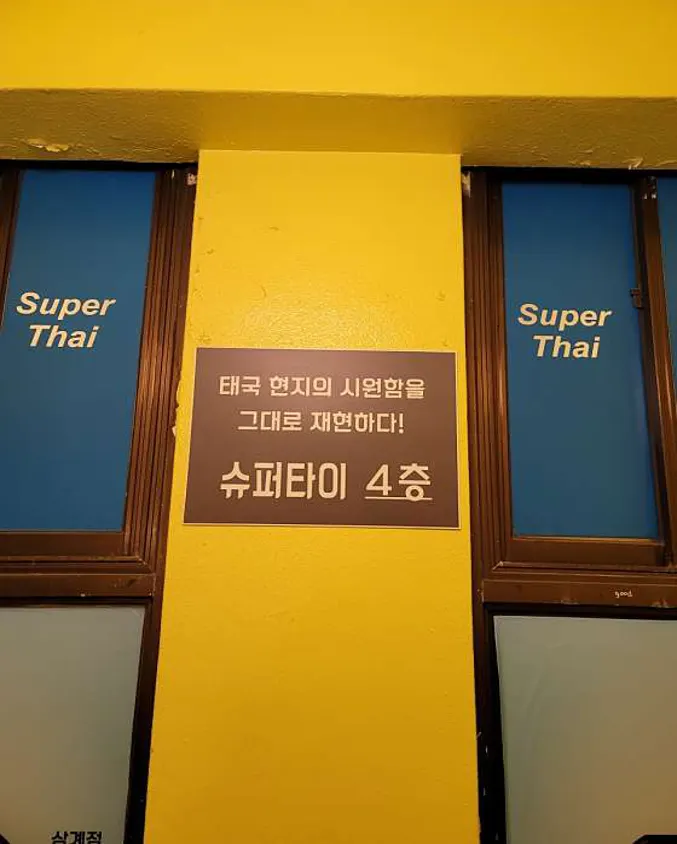 Super
Thai
Super
Thai
태국 현지의 시원함을
그대로 재현하다!
슈퍼타이 4층
good
상계점